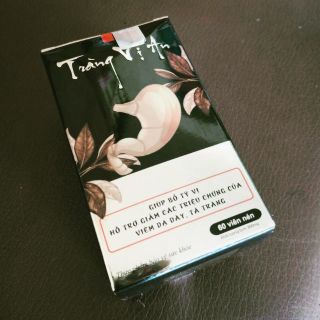 Tràng Vị An
GIÚP BỔ TỲ VỊ
HỖ TRỢ GIẢM CÁC TRIỆU CHỨNG CỦA
VIÊM DẠ DÀY, TÁ TRÀNG
60 viên nén